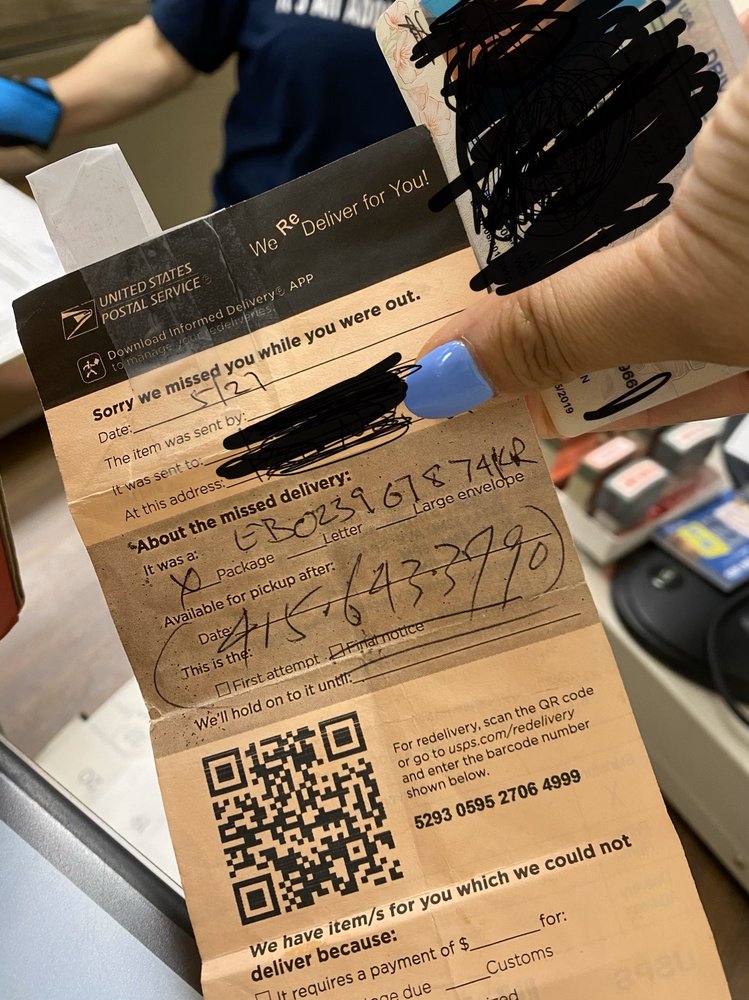 We Re Deliver for You!
UNITED STATES
POSTAL SERVICE®
Download Informed Delivery® APP
to manage your redeliveries.
Sorry we missed you while you were out.
Date: 5/27
The item was sent by:
It was sent to:
At this address:
About the missed delivery:
EB023967874KR
It was a:
X Package Letter Large envelope
Available for pickup after:
415.643.3790
Date:
This is the:
First attempt Final notice
We'll hold on to it until:
For redelivery, scan the QR code
or go to usps.com/redelivery
and enter the barcode number
shown below.
5293 0595 2706 4999
We have item/s for you which we could not
deliver because:
It requires a payment of $ for:
due Customs
5/2019